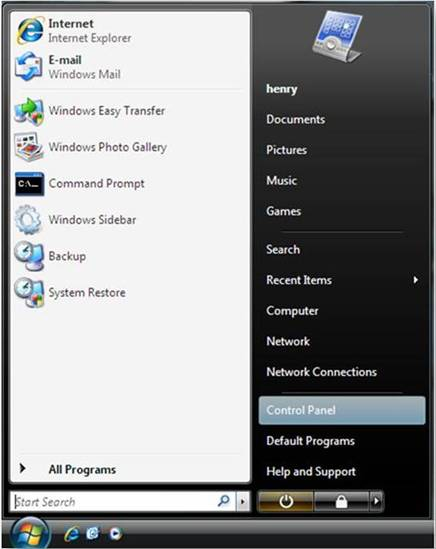 Internet
Internet Explorer
E-mail
Windows Mail
Windows Easy Transfer
Windows Photo Gallery
C:\_
Command Prompt
Windows Sidebar
Backup
System Restore
All Programs
Start Search
henry
Documents
Pictures
Music
Games
Search
Recent Items
Computer
Network
Network Connections
Control Panel
Default Programs
Help and Support